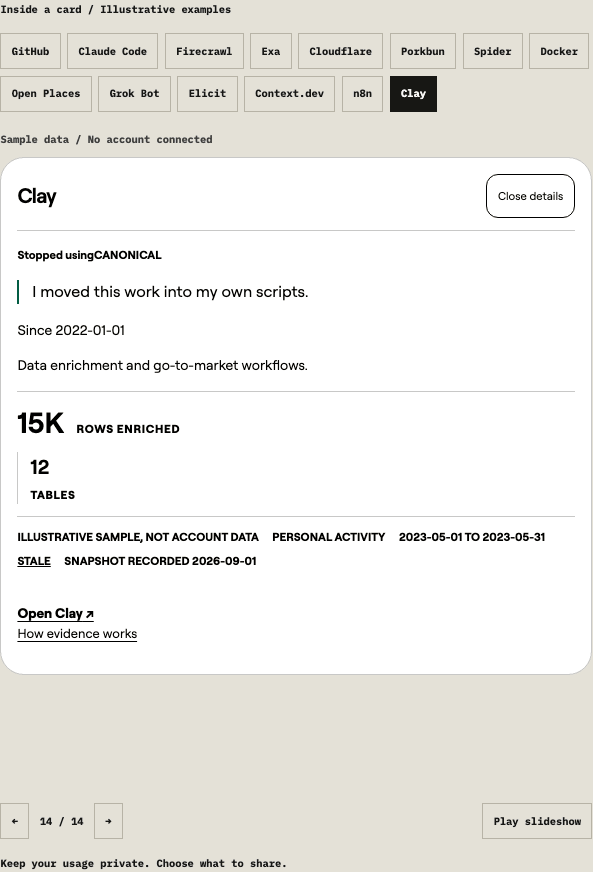 Inside a card / Illustrative examples
GitHub Claude Code Firecrawl Exa Cloudflare Porkbun Spider Docker
Open Places Grok Bot Elicit Context.dev n8n Clay
Sample data / No account connected
Clay Close details
Stopped usingCANONICAL
I moved this work into my own scripts.
Since 2022-01-01
Data enrichment and go-to-market workflows.
15K ROWS ENRICHED
12
TABLES
ILLUSTRATIVE SAMPLE, NOT ACCOUNT DATA PERSONAL ACTIVITY 2023-05-01 TO 2023-05-31
STALE SNAPSHOT RECORDED 2026-09-01
Open Clay ↗
How evidence works
← 14 / 14 → Play slideshow
Keep your usage private. Choose what to share.